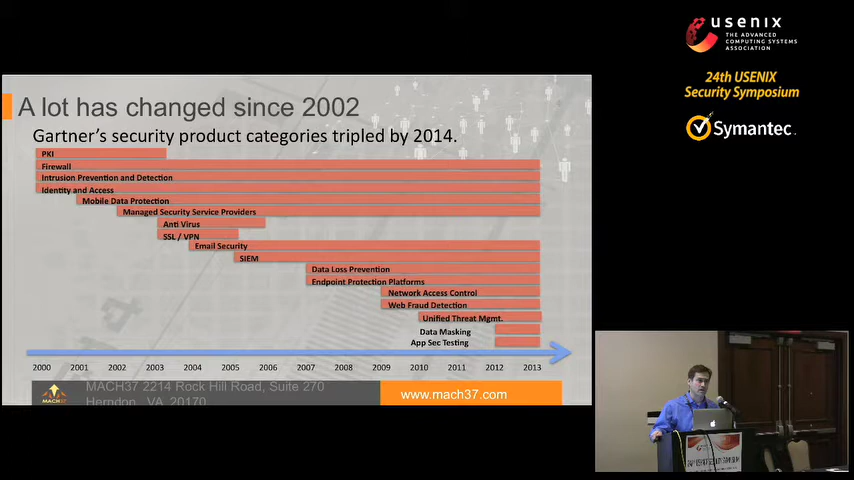 usenix
THE ADVANCED
COMPUTING SYSTEMS
ASSOCIATION
24th USENIX
Security Symposium
Symantec.
A lot has changed since 2002
Gartner's security product categories tripled by 2014.
PKI
Firewall
Intrusion Prevention and Detection
Identity and Access
Mobile Data Protection
Managed Security Service Providers
Anti Virus
SSL / VPN
Email Security
SIEM
Data Loss Prevention
Endpoint Protection Platforms
Network Access Control
Web Fraud Detection
Unified Threat Mgmt.
Data Masking
App Sec Testing
2000 2001 2002 2003 2004 2005 2006 2007 2008 2009 2010 2011 2012 2013
MACH37
MACH37 2214 Rock Hill Road, Suite 270
Herndon, VA 20170
www.mach37.com